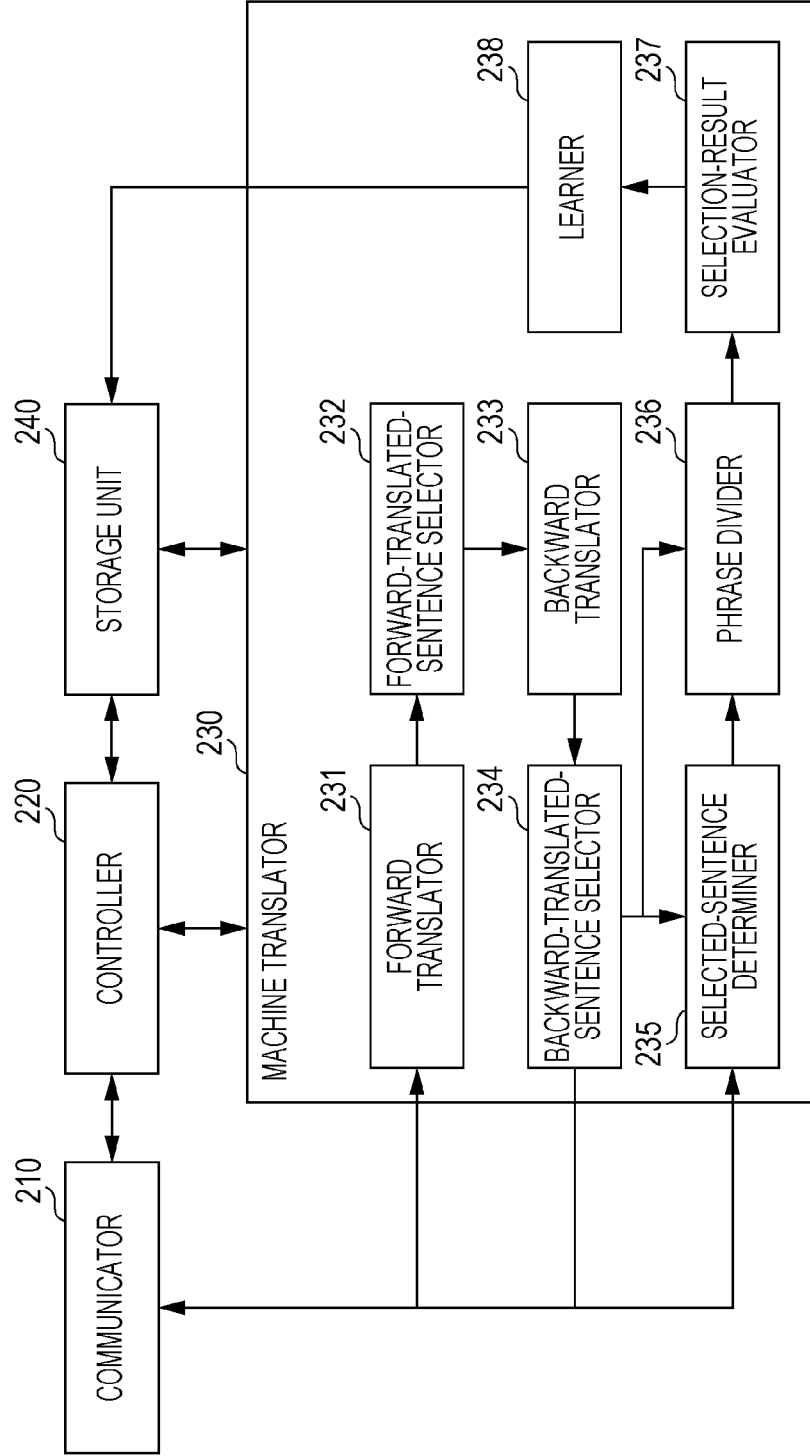 210
COMMUNICATOR
220
CONTROLLER
240
STORAGE UNIT
230
MACHINE TRANSLATOR
231
FORWARD
TRANSLATOR
232
FORWARD-TRANSLATED-
SENTENCE SELECTOR
233
BACKWARD
TRANSLATOR
234
BACKWARD-TRANSLATED-
SENTENCE SELECTOR
235
SELECTED-SENTENCE
DETERMINER
236
PHRASE DIVIDER
237
SELECTION-RESULT
EVALUATOR
238
LEARNER